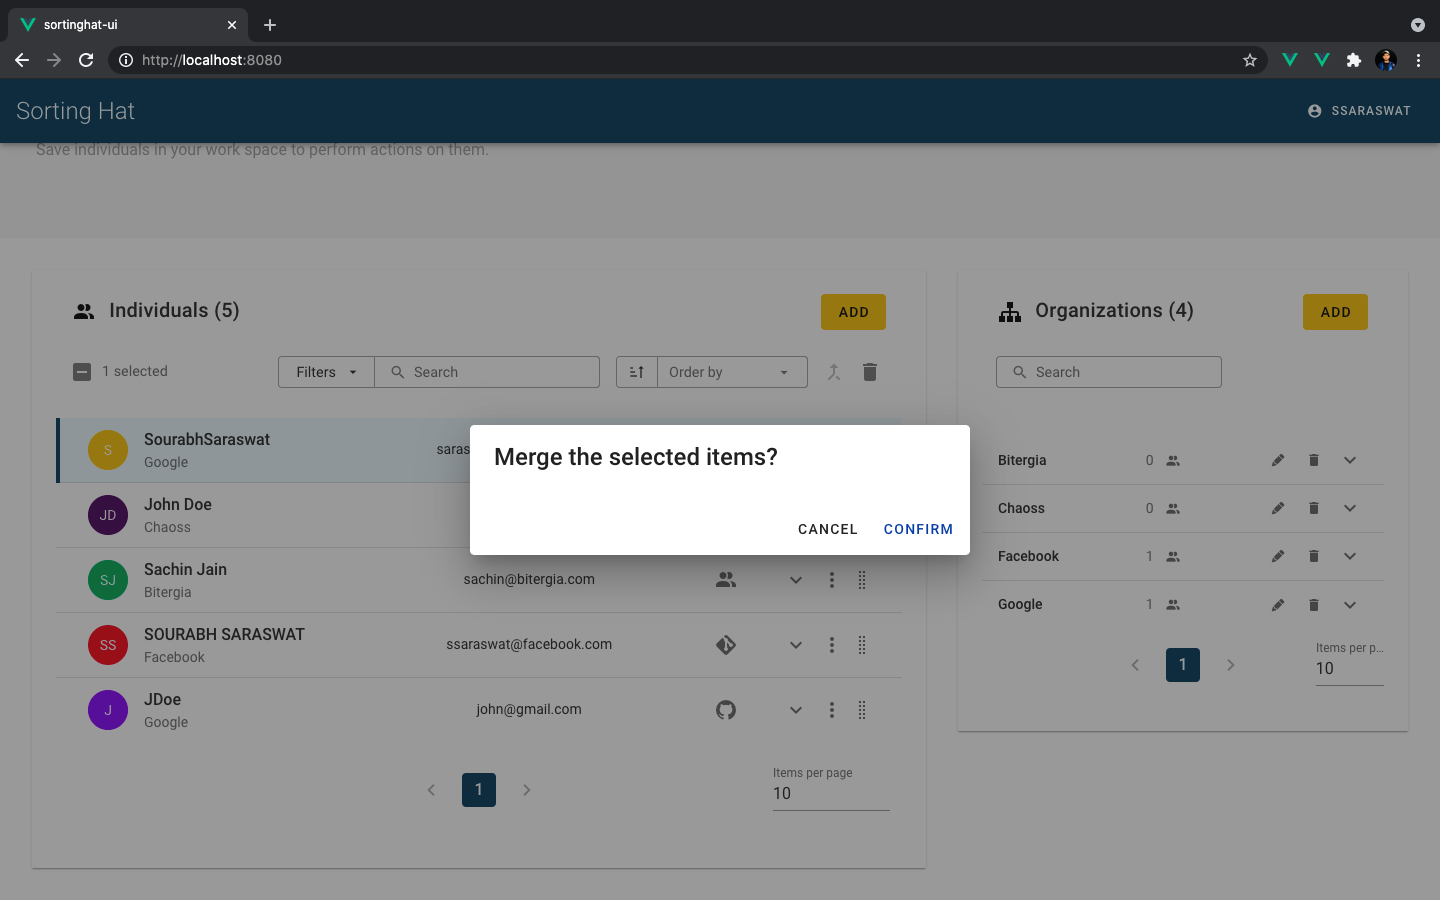 sortinghat-ui
http://localhost:8080
Sorting Hat
SSARASWAT
Save individuals in your work space to perform actions on them.
Individuals (5)
ADD
1 selected
Filters
Search
Order by
S
SourabhSaraswat
Google
saras
JD
John Doe
Chaoss
SJ
Sachin Jain
Bitergia
sachin@bitergia.com
SS
SOURABH SARASWAT
Facebook
ssaraswat@facebook.com
J
JDoe
Google
john@gmail.com
1
Items per page
10
Merge the selected items?
CANCEL
CONFIRM
Organizations (4)
ADD
Search
Bitergia 0
Chaoss 0
Facebook 1
Google 1
1
Items per p...
10